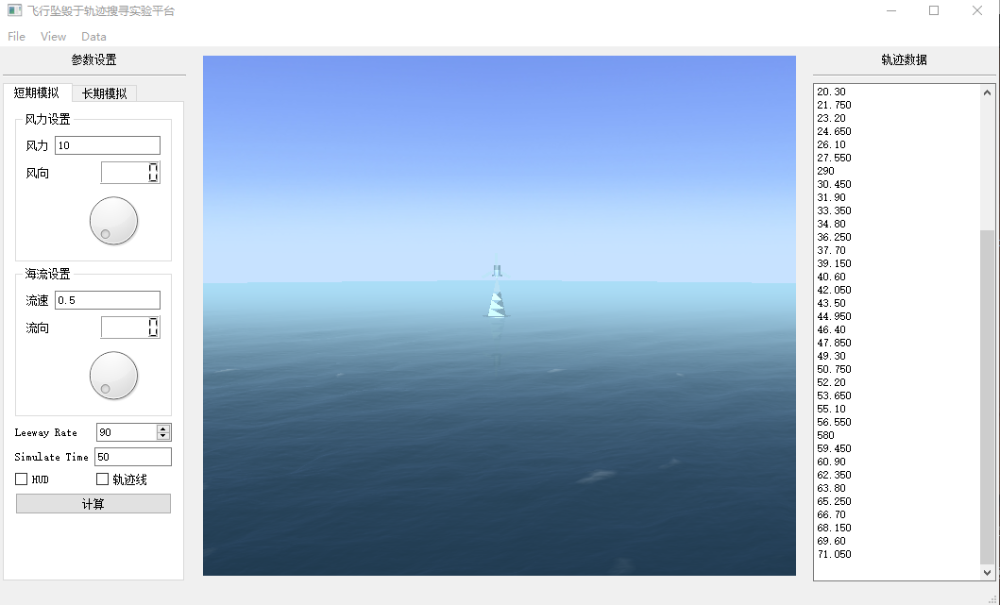 飞行坠毁于轨迹搜寻实验平台
File View Data
参数设置
短期模拟 长期模拟
风力设置
风力 10
风向 0
海流设置
流速 0.5
流向 0
Leeway Rate 90
Simulate Time 50
HUD 轨迹线
计算
轨迹数据
20.30
21.750
23.20
24.650
26.10
27.550
290
30.450
31.90
33.350
34.80
36.250
37.70
39.150
40.60
42.050
43.50
44.950
46.40
47.850
49.30
50.750
52.20
53.650
55.10
56.550
580
59.450
60.90
62.350
63.80
65.250
66.70
68.150
69.60
71.050